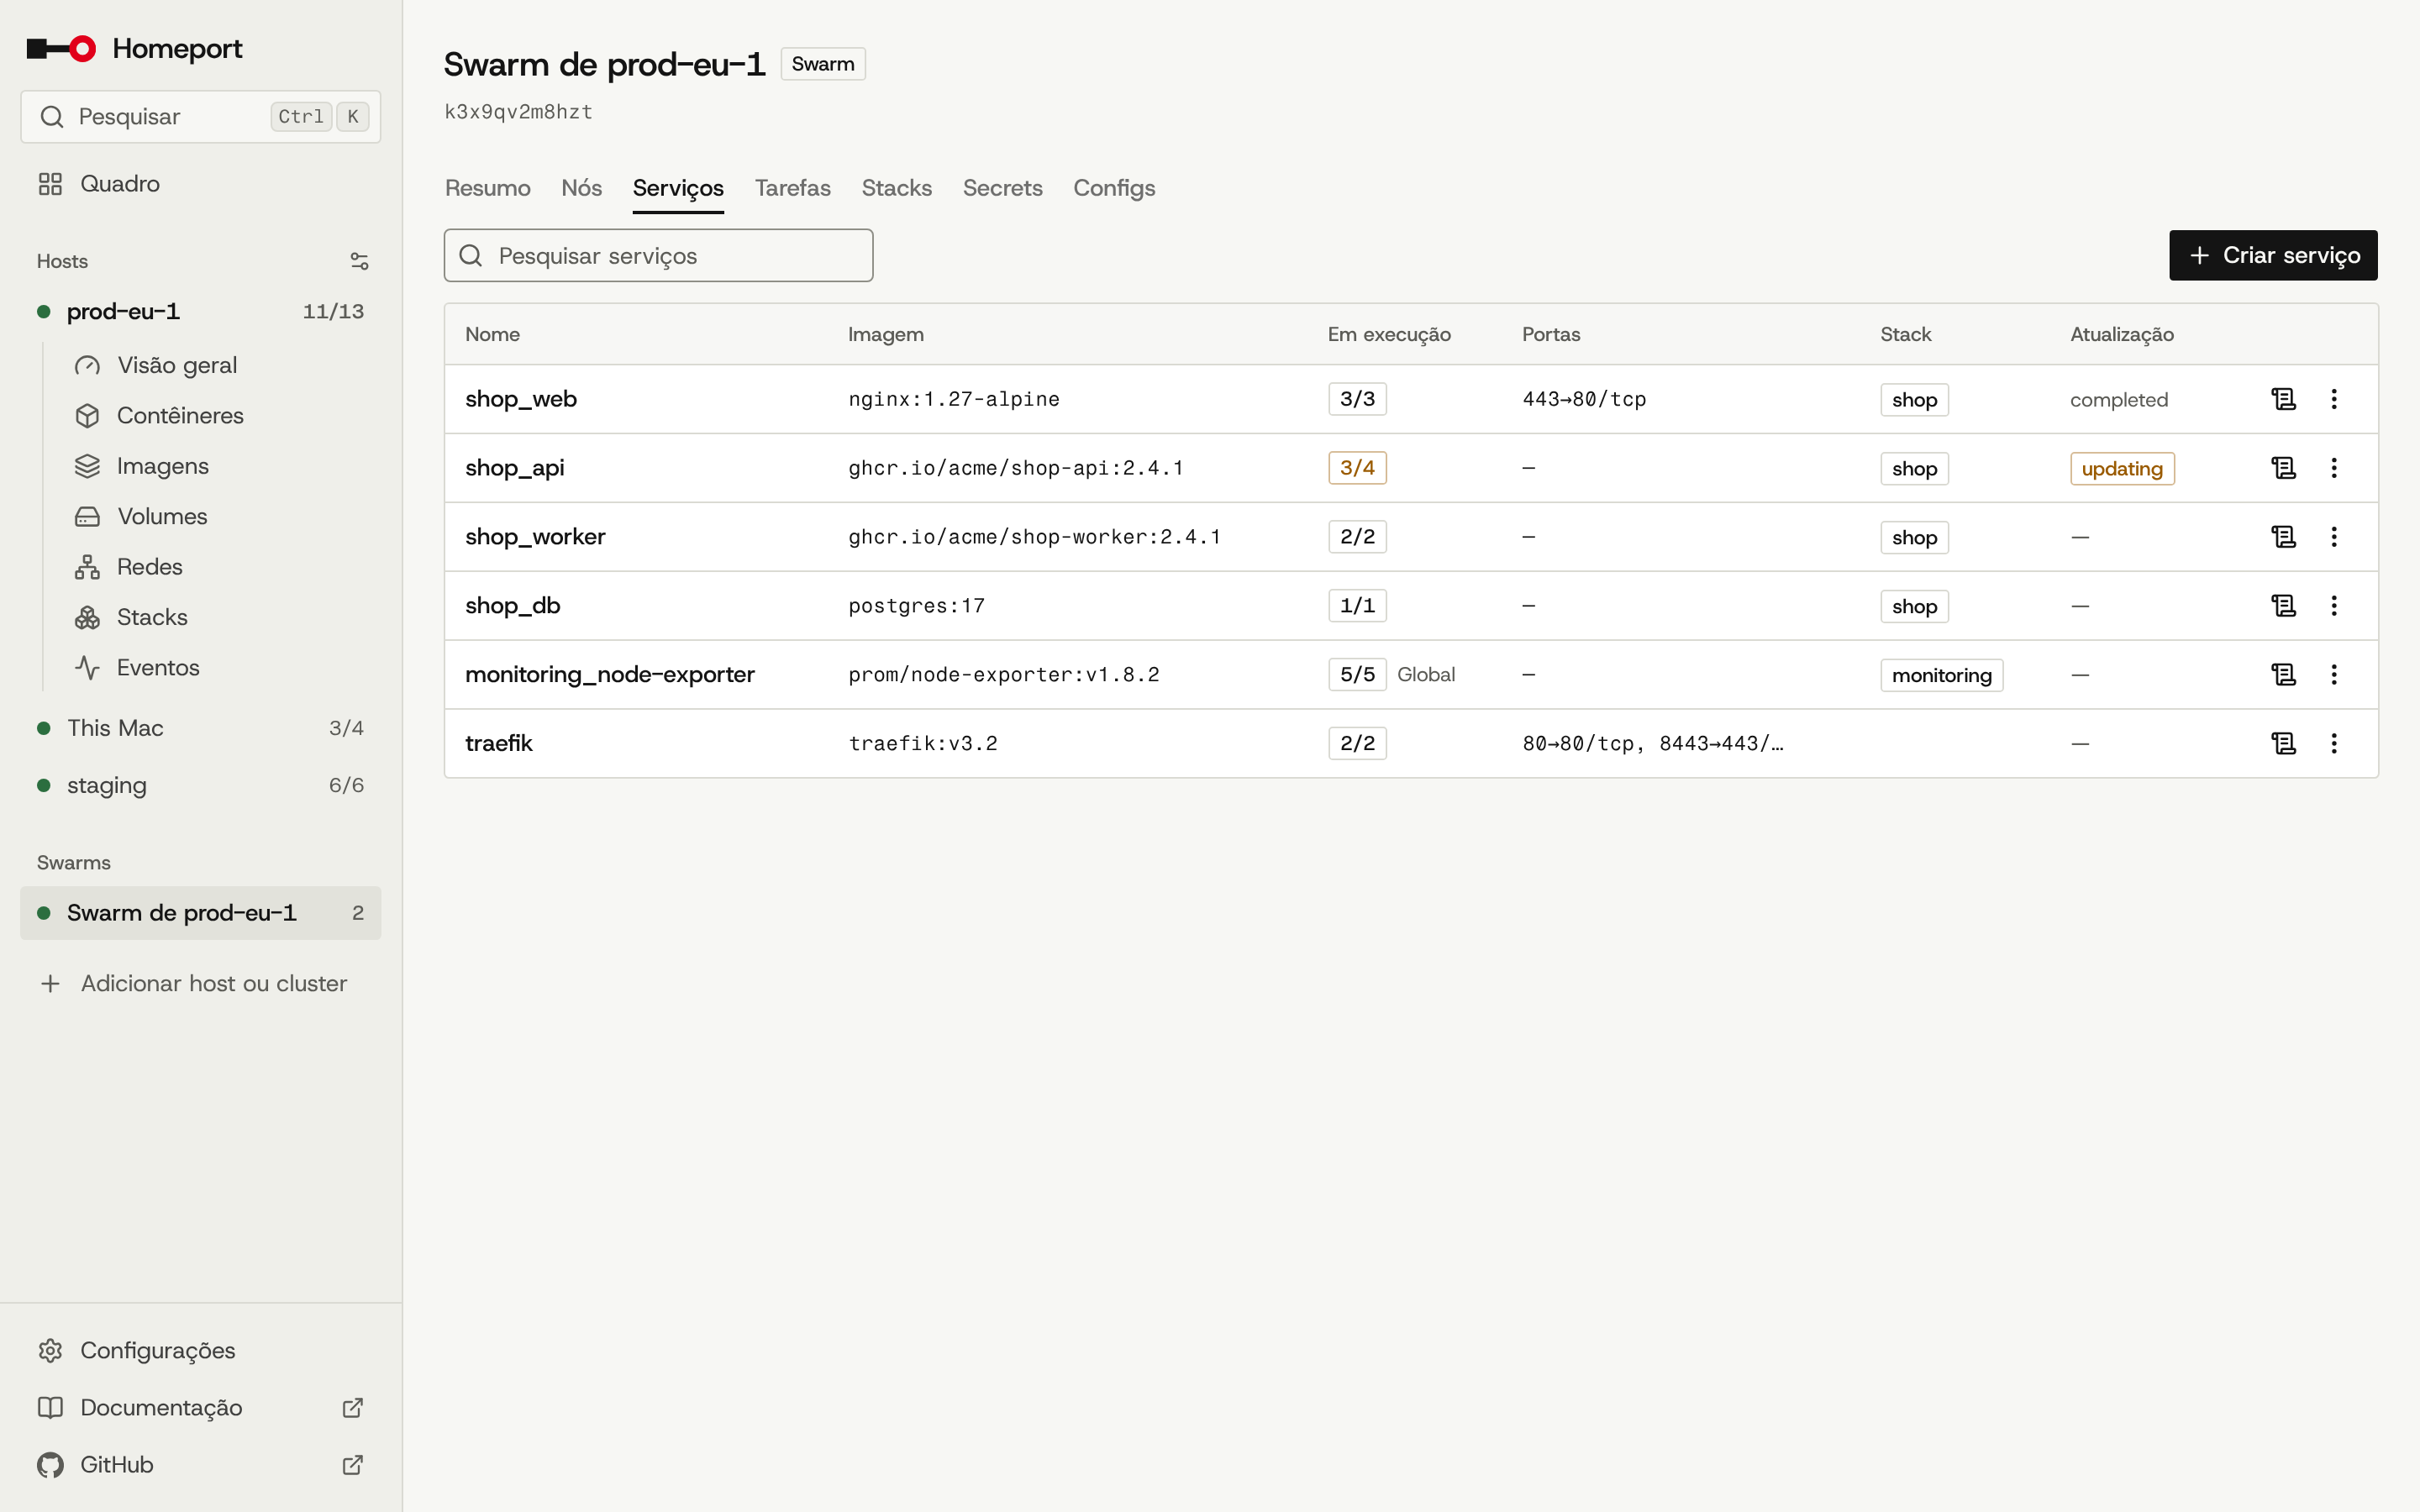 Homeport
Pesquisar Ctrl K
Quadro
Hosts
prod-eu-1 11/13
Visão geral
Contêineres
Imagens
Volumes
Redes
Stacks
Eventos
This Mac 3/4
staging 6/6
Swarms
Swarm de prod-eu-1 2
Adicionar host ou cluster
Configurações
Documentação
GitHub
Swarm de prod-eu-1 Swarm
k3x9qv2m8hzt
Resumo Nós Serviços Tarefas Stacks Secrets Configs
Pesquisar serviços
Criar serviço
Nome Imagem Em execução Portas Stack Atualização
shop_web nginx:1.27-alpine 3/3 443→80/tcp shop completed
shop_api ghcr.io/acme/shop-api:2.4.1 3/4 — shop updating
shop_worker ghcr.io/acme/shop-worker:2.4.1 2/2 — shop —
shop_db postgres:17 1/1 — shop —
monitoring_node-exporter prom/node-exporter:v1.8.2 5/5 Global — monitoring —
traefik traefik:v3.2 2/2 80→80/tcp, 8443→443/… —